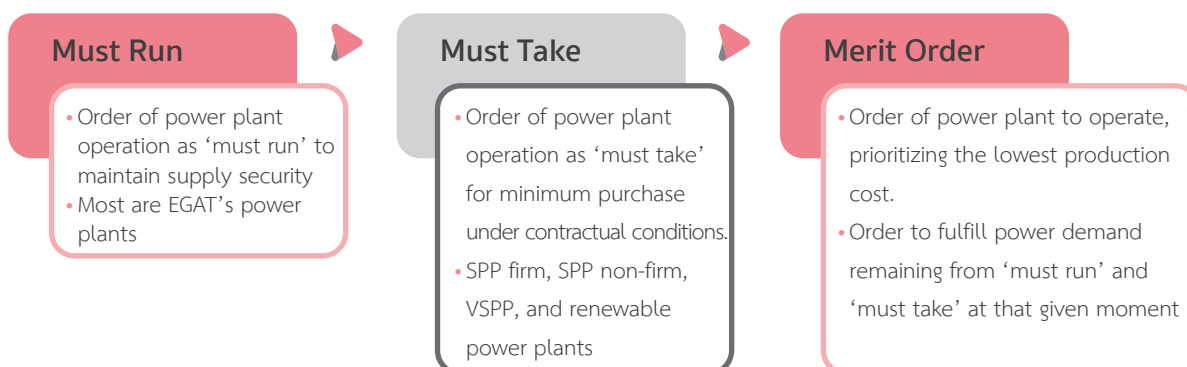 Must Run
• Order of power plant
operation as ‘must run’ to
maintain supply security
• Most are EGAT’s power
plants
Must Take
• Order of power plant
operation as ‘must take’
for minimum purchase
under contractual conditions.
• SPP firm, SPP non-firm,
VSPP, and renewable
power plants
Merit Order
• Order of power plant to operate,
prioritizing the lowest production
cost.
• Order to fulfill power demand
remaining from ‘must run’ and
‘must take’ at that given moment